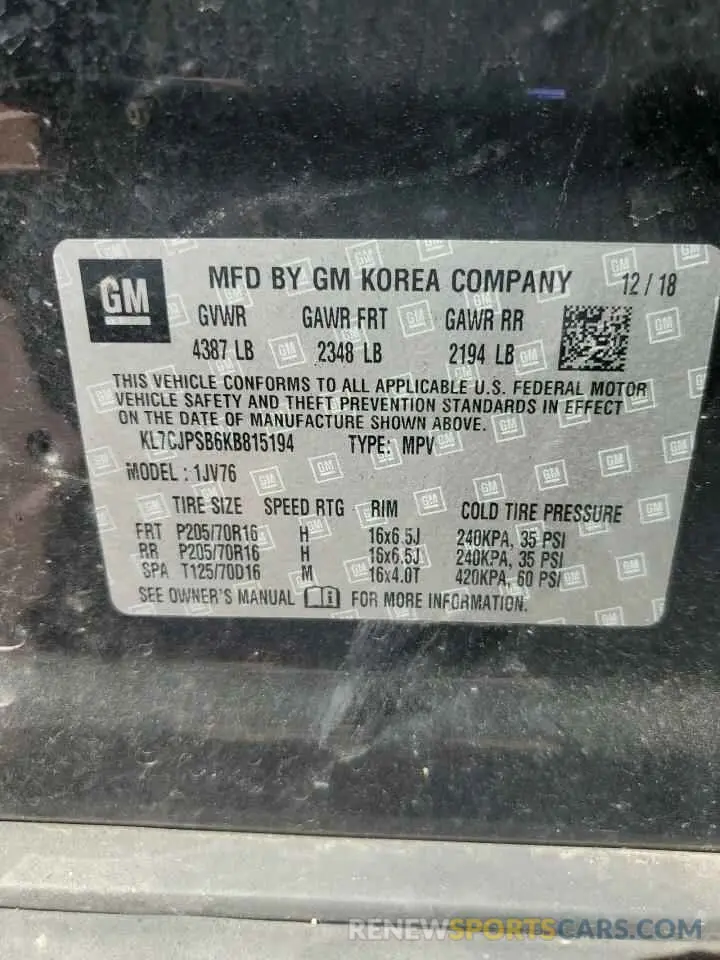 GM MFD BY GM KOREA COMPANY 12 / 18
GVWR GAWR FRT GAWR RR
4387 LB 2348 LB 2194 LB
THIS VEHICLE CONFORMS TO ALL APPLICABLE U.S. FEDERAL MOTOR
VEHICLE SAFETY AND THEFT PREVENTION STANDARDS IN EFFECT
ON THE DATE OF MANUFACTURE SHOWN ABOVE.
KL7CJPSB6KB815194 TYPE: MPV
MODEL : 1JV76
TIRE SIZE SPEED RTG RIM COLD TIRE PRESSURE
FRT P205/70R16 H 16x6.5J 240KPA, 35 PSI
RR P205/70R16 H 16x6.5J 240KPA, 35 PSI
SPA T125/70D16 M 16x4.0T 420KPA, 60 PSI
SEE OWNER'S MANUAL FOR MORE INFORMATION.
RENEWSPORTSCARS.COM